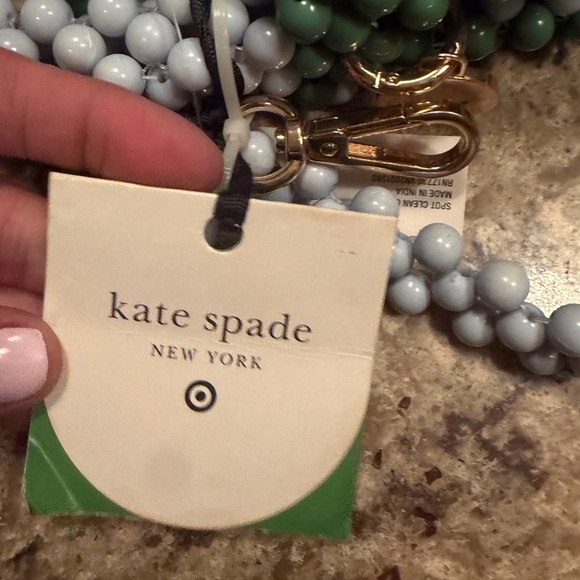 kate spade
NEW YORK
SPOT CLEAN
MADE IN INDIA